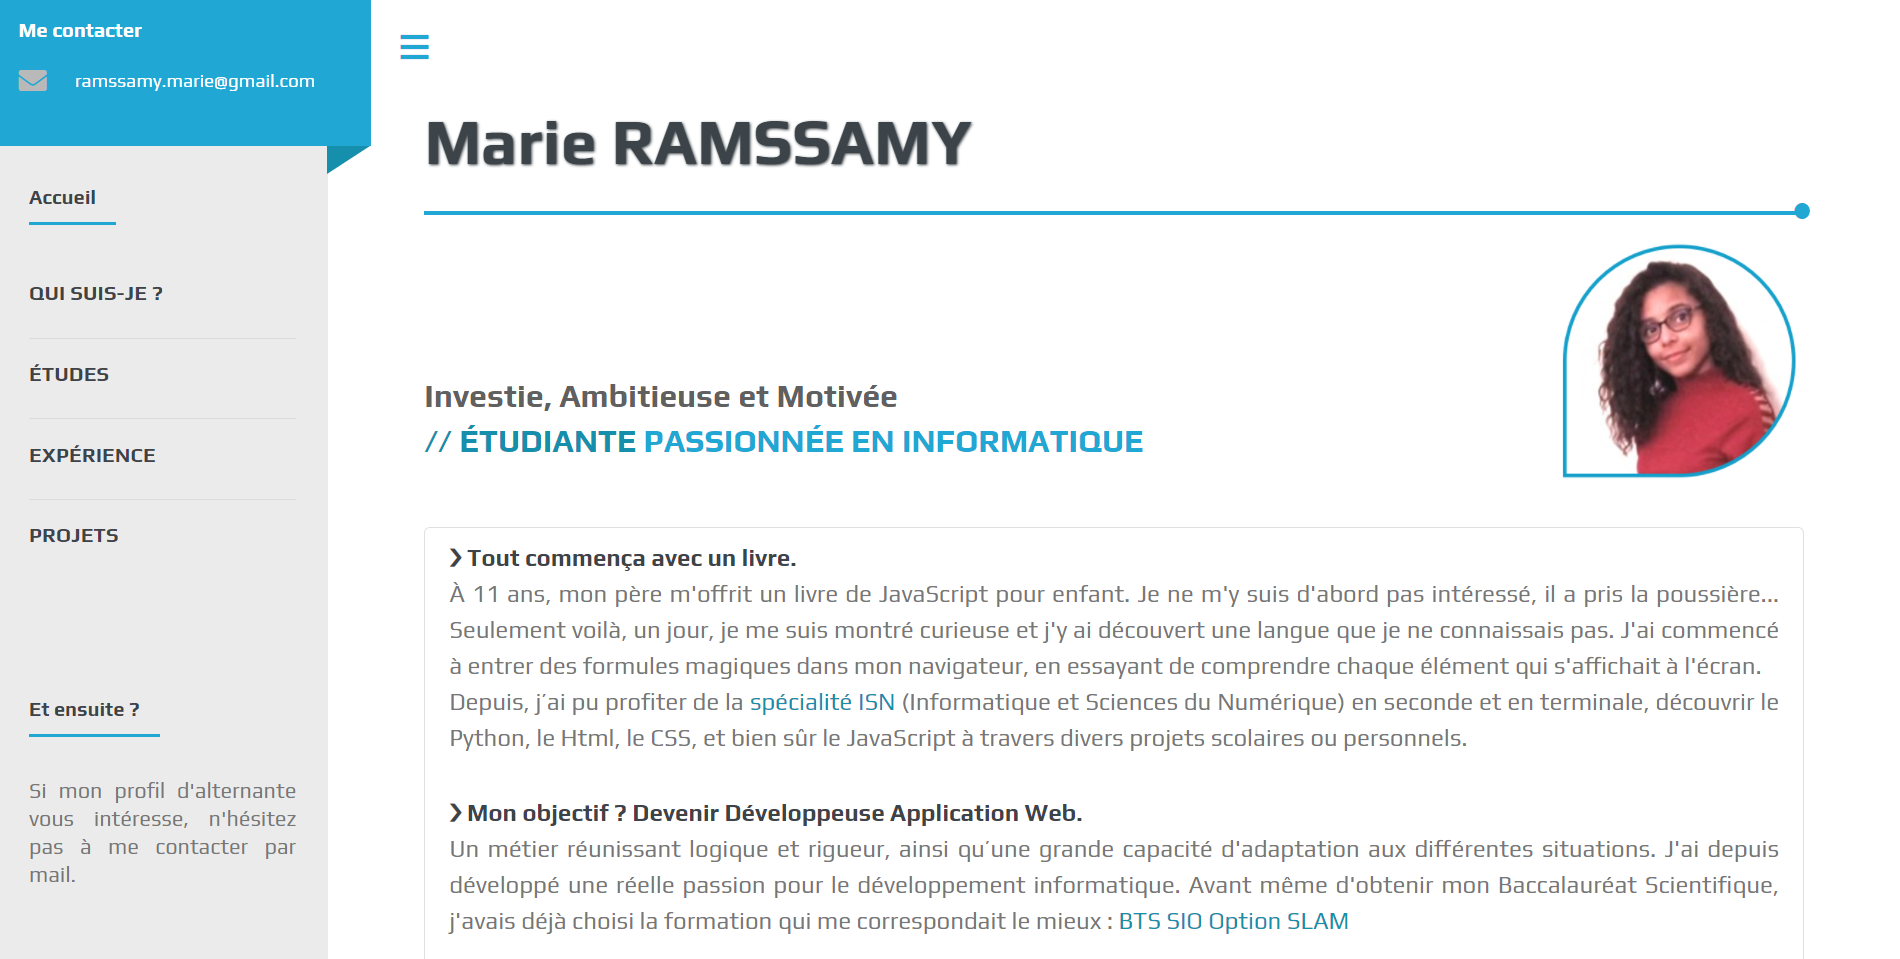 Me contacter
ramssamy.marie@gmail.com
Accueil
QUI SUIS-JE ?
ÉTUDES
EXPÉRIENCE
PROJETS
Et ensuite ?
Si mon profil d'alternante
vous intéresse, n'hésitez
pas à me contacter par
mail.
Marie RAMSSAMY
Investie, Ambitieuse et Motivée
// ÉTUDIANTE PASSIONNÉE EN INFORMATIQUE
❯ Tout commença avec un livre.
À 11 ans, mon père m'offrit un livre de JavaScript pour enfant. Je ne m'y suis d'abord pas intéressé, il a pris la poussière...
Seulement voilà, un jour, je me suis montré curieuse et j'y ai découvert une langue que je ne connaissais pas. J'ai commencé
à entrer des formules magiques dans mon navigateur, en essayant de comprendre chaque élément qui s'affichait à l'écran.
Depuis, j´ai pu profiter de la spécialité ISN (Informatique et Sciences du Numérique) en seconde et en terminale, découvrir le
Python, le Html, le CSS, et bien sûr le JavaScript à travers divers projets scolaires ou personnels.
❯ Mon objectif ? Devenir Développeuse Application Web.
Un métier réunissant logique et rigueur, ainsi qu´une grande capacité d'adaptation aux différentes situations. J'ai depuis
développé une réelle passion pour le développement informatique. Avant même d'obtenir mon Baccalauréat Scientifique,
j'avais déjà choisi la formation qui me correspondait le mieux : BTS SIO Option SLAM